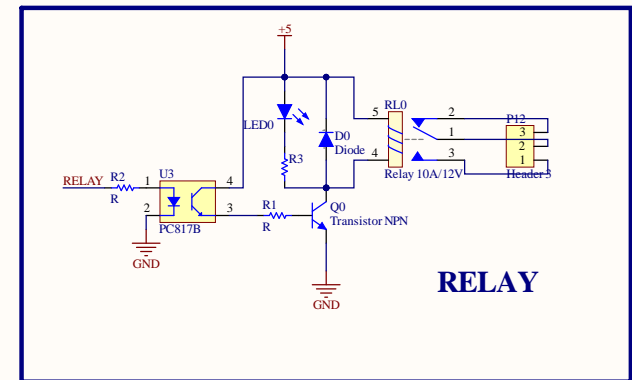 +5
RL0
LED0
D0
Diode
5
4
2
1
3
P12
3
2
1
Relay 10A/12V
Header 3
R3
U3
RELAY
R2
R
1
2
4
3
PC817B
R1
R
Q0
Transistor NPN
GND
GND
RELAY